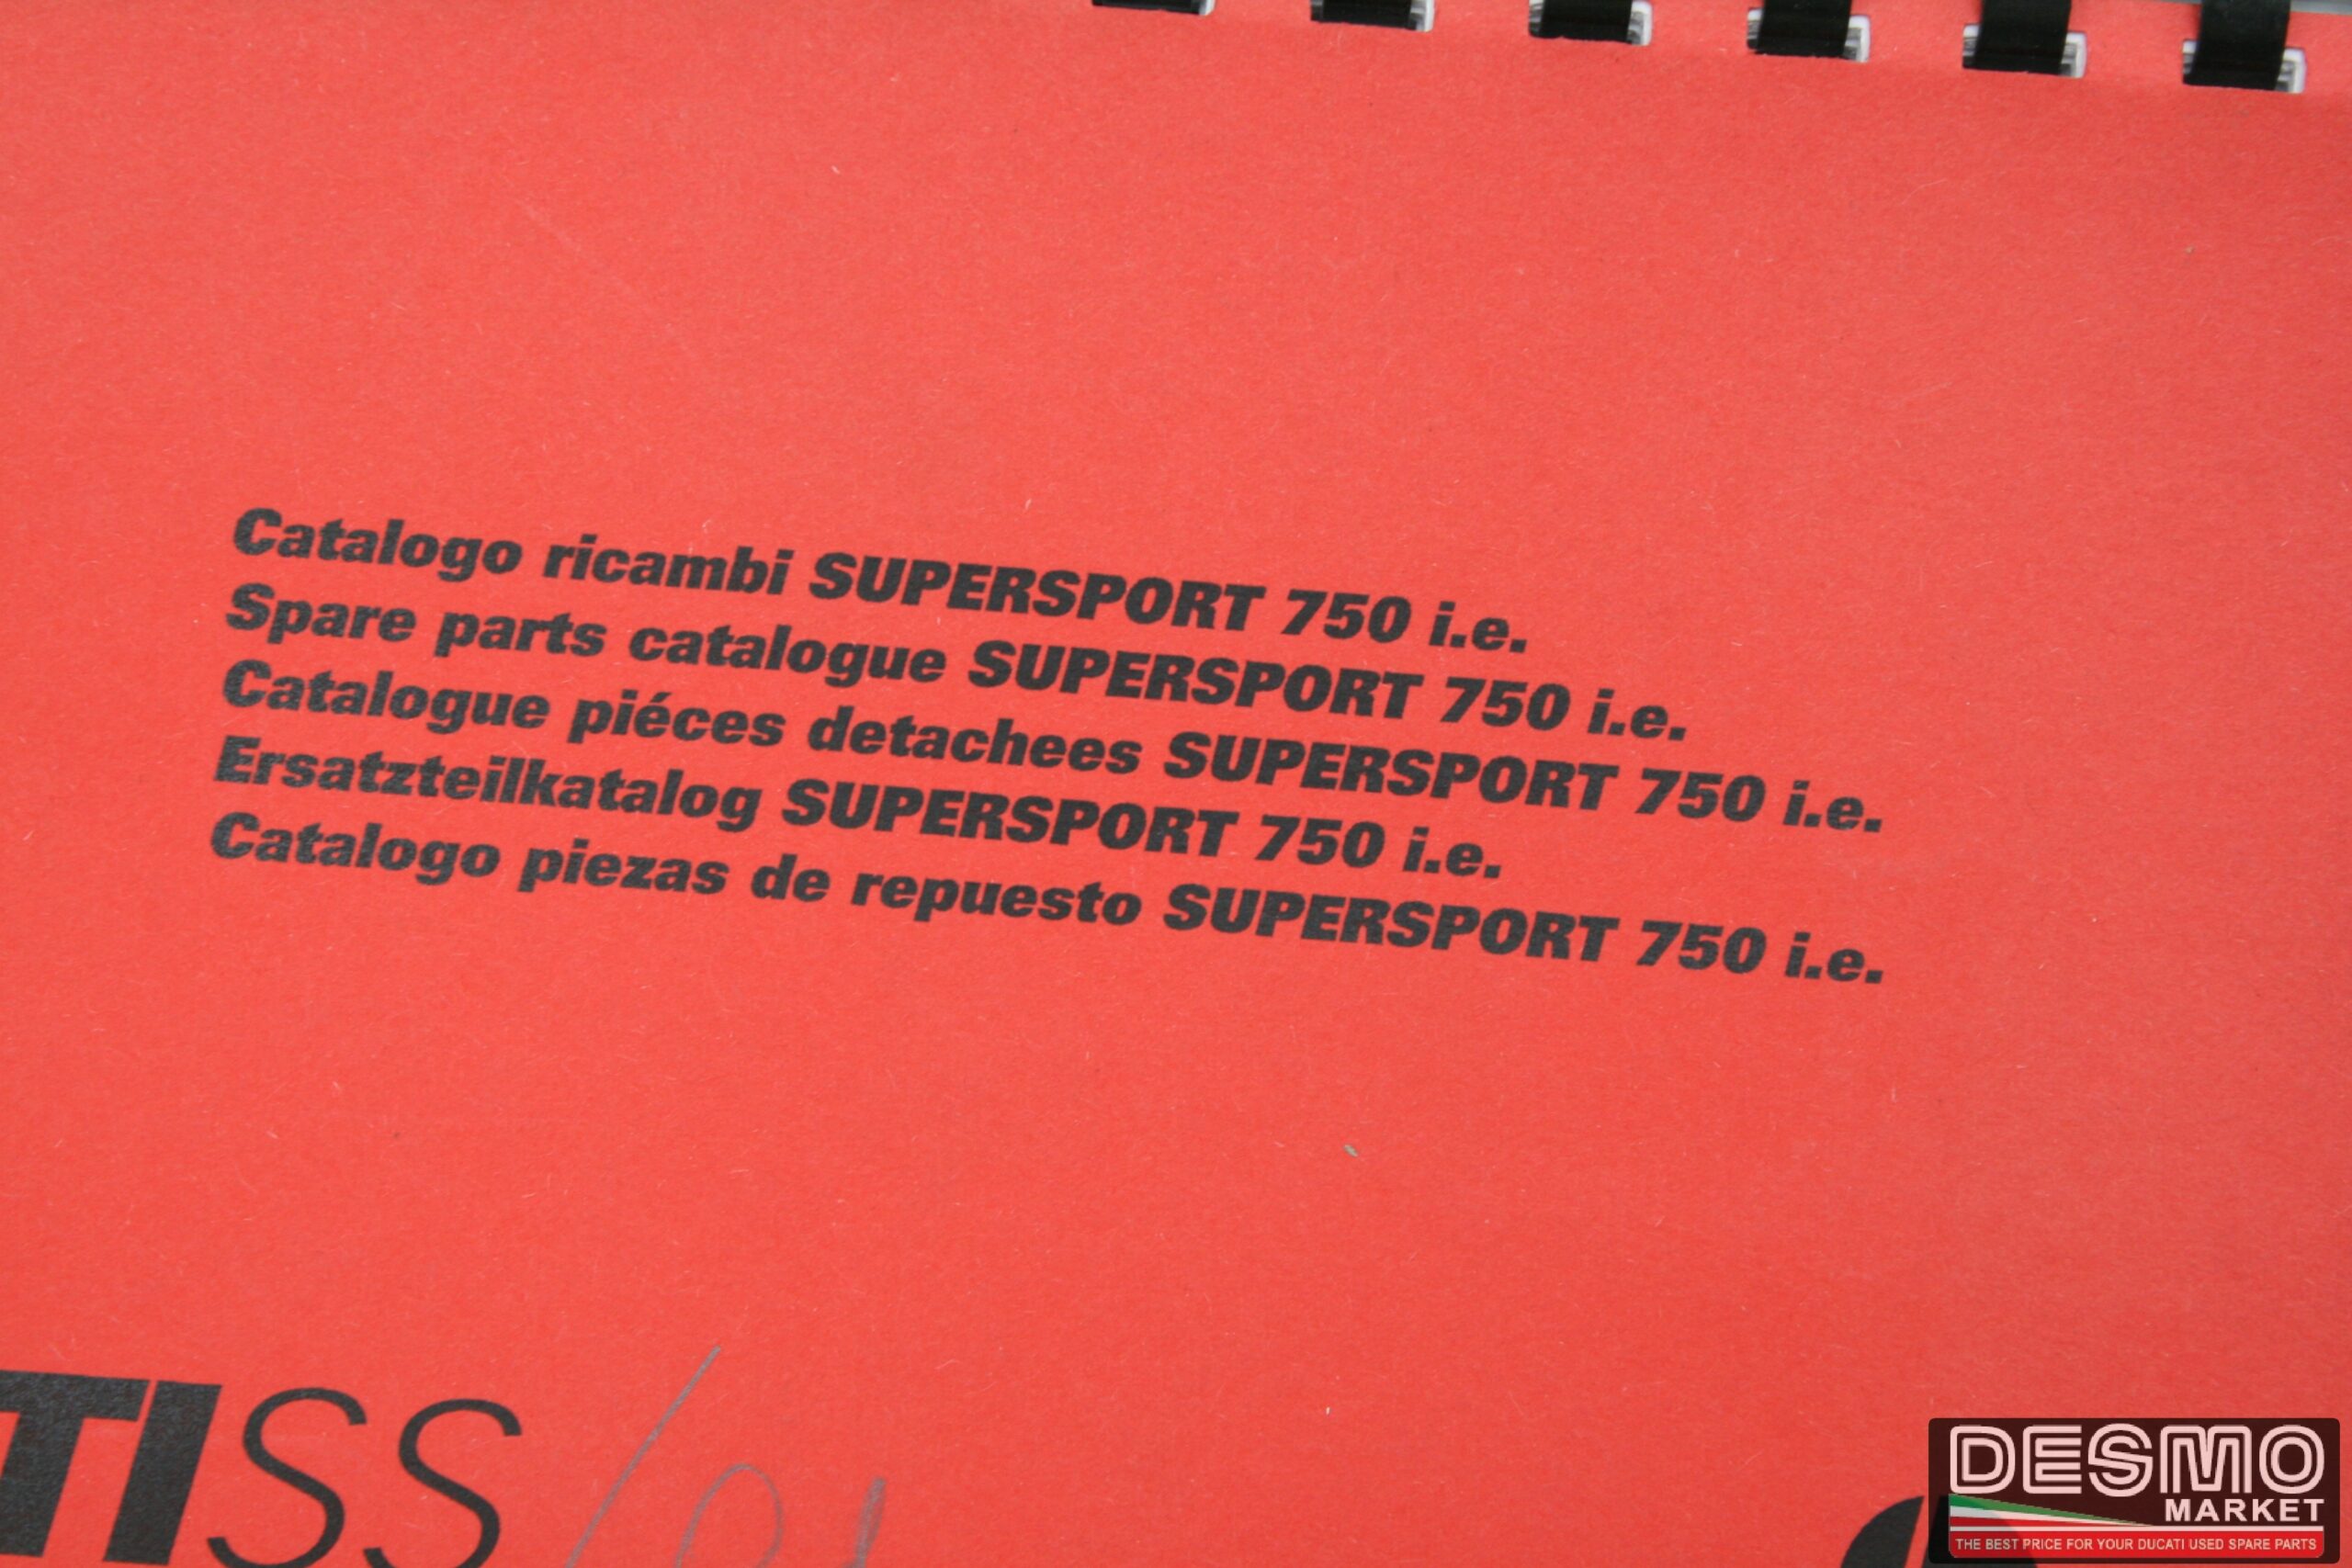 Catalogo ricambi SUPERSPORT 750 i.e.
Spare parts catalogue SUPERSPORT 750 i.e.
Catalogue piéces detachees SUPERSPORT 750 i.e.
Ersatzteilkatalog SUPERSPORT 750 i.e.
Catalogo piezas de repuesto SUPERSPORT 750 i.e.
TISS
DESMO
MARKET
THE BEST PRICE FOR YOUR DUCATI USED SPARE PARTS